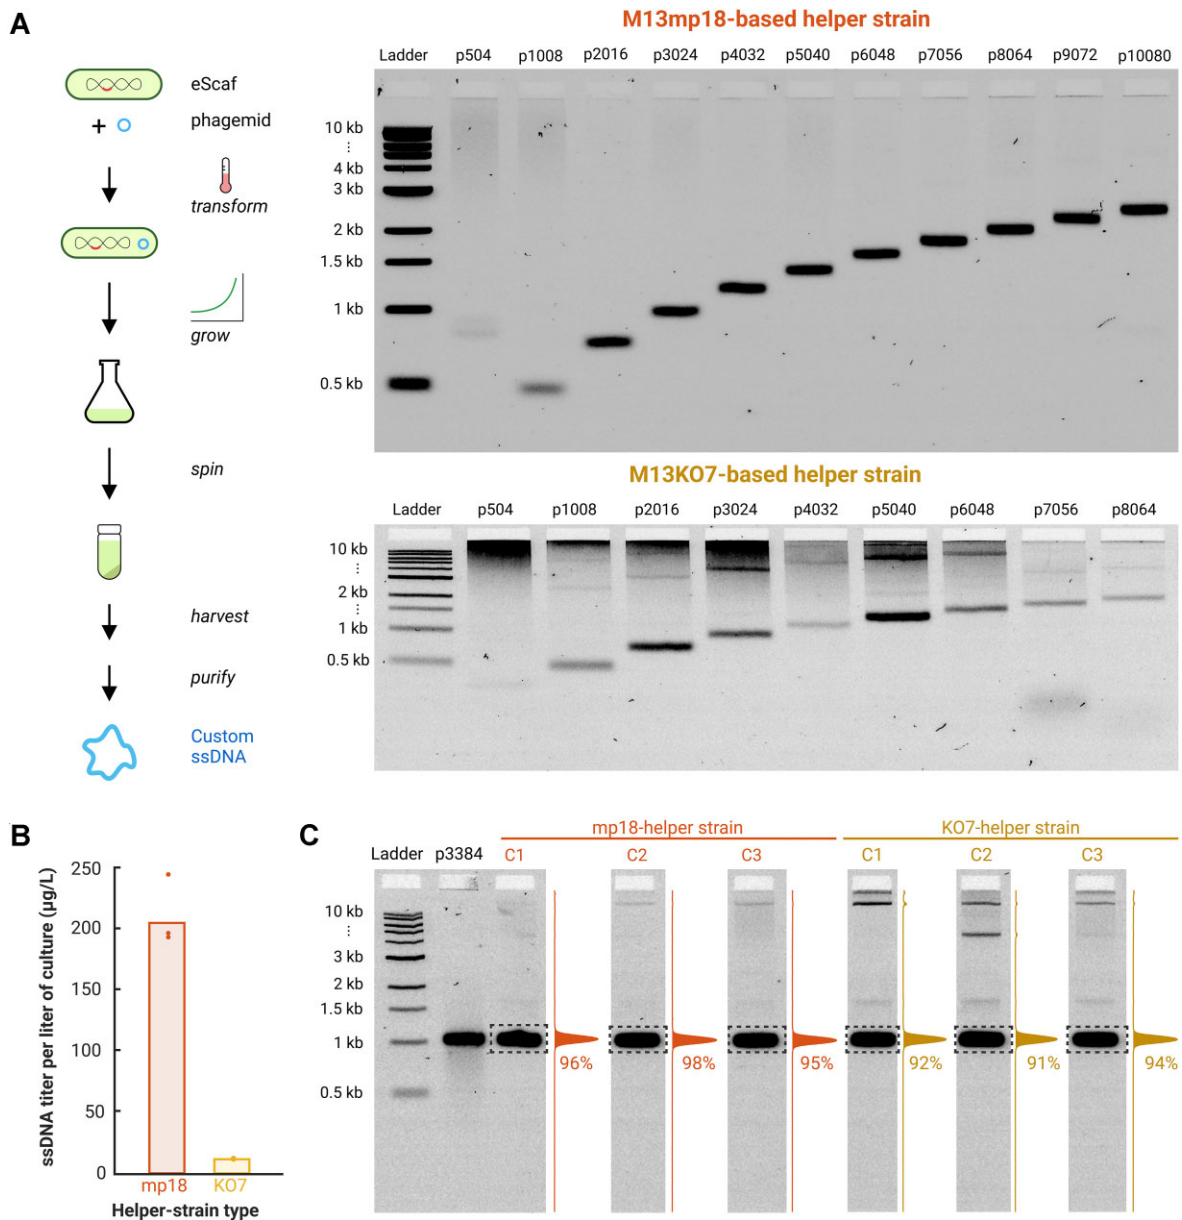 A
eScaf
+
phagemid
transform
grow
spin
harvest
purify
Custom
ssDNA
M13mp18-based helper strain
Ladder p504 p1008 p2016 p3024 p4032 p5040 p6048 p7056 p8064 p9072 p10080
10 kb
4 kb
3 kb
2 kb
1.5 kb
1 kb
0.5 kb
M13KO7-based helper strain
Ladder p504 p1008 p2016 p3024 p4032 p5040 p6048 p7056 p8064
10 kb
2 kb
1 kb
0.5 kb
B
ssDNA titer per liter of culture (µg/L)
250
200
150
100
50
0
mp18 KO7
Helper-strain type
C
mp18-helper strain KO7-helper strain
Ladder p3384 C1 C2 C3 C1 C2 C3
10 kb
3 kb
2 kb
1.5 kb
1 kb
0.5 kb
96% 98% 95% 92% 91% 94%